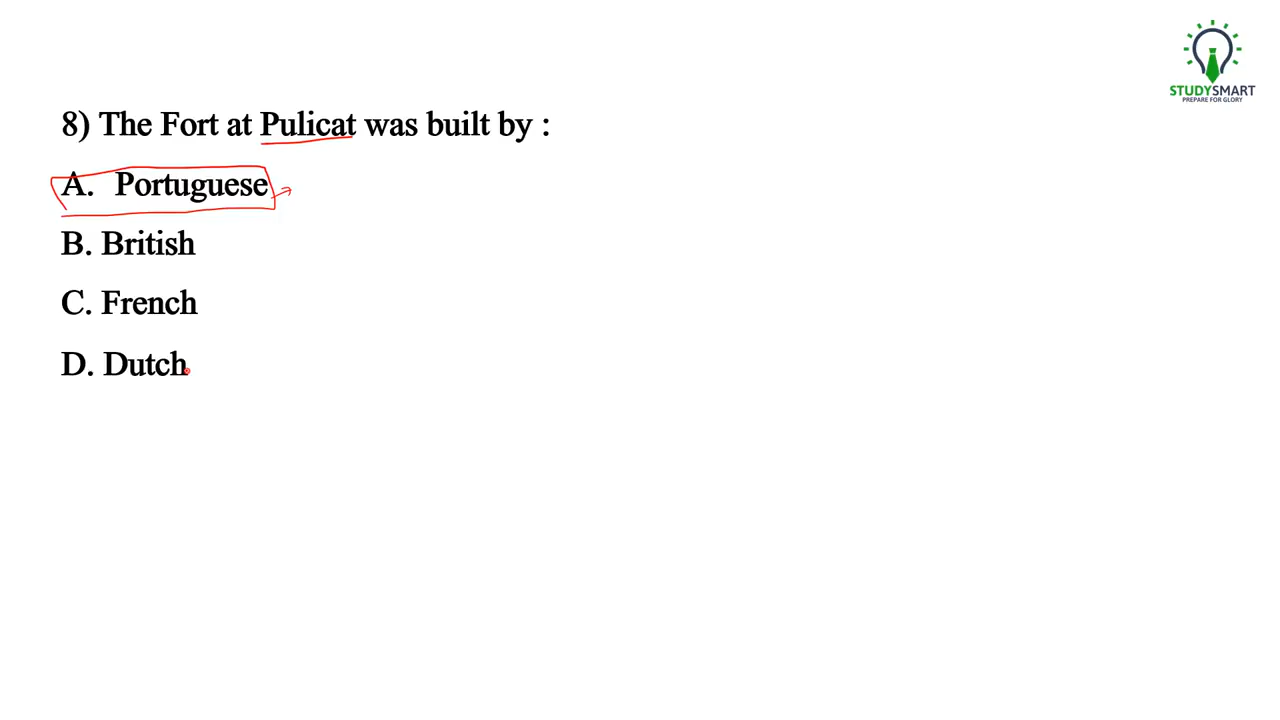 STUDYSMART
PREPARE FOR GLORY
8) The Fort at Pulicat was built by :
A. Portuguese
B. British
C. French
D. Dutch